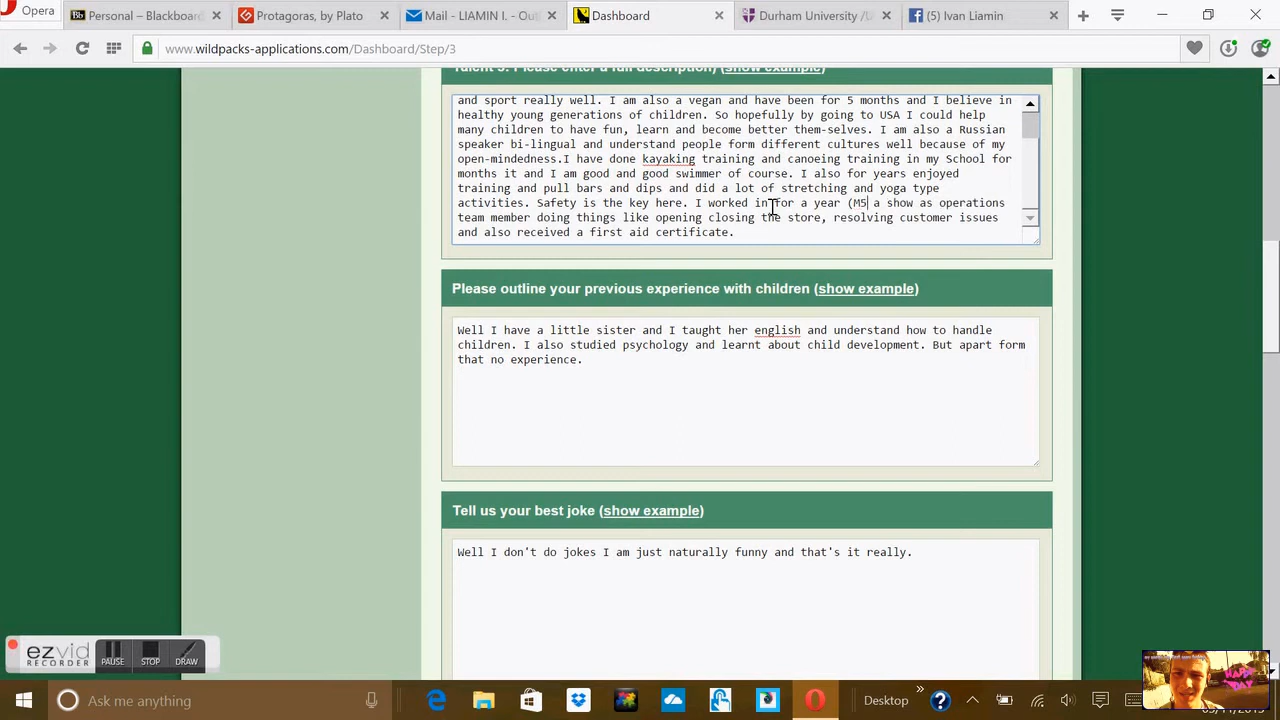 Opera
Personal – Blackboard
Protagoras, by Plato
Mail - LIAMIN I. - Out
Dashboard
Durham University /U
(5) Ivan Liamin
www.wildpacks-applications.com/Dashboard/Step/3
Talent 3: Please enter a full description) (show example)
and sport really well. I am also a vegan and have been for 5 months and I believe in
healthy young generations of children. So hopefully by going to USA I could help
many children to have fun, learn and become better them-selves. I am also a Russian
speaker bi-lingual and understand people form different cultures well because of my
open-mindedness.I have done kayaking training and canoeing training in my School for
months it and I am good and good swimmer of course. I also for years enjoyed
training and pull bars and dips and did a lot of stretching and yoga type
activities. Safety is the key here. I worked in for a year (M5 a show as operations
team member doing things like opening closing the store, resolving customer issues
and also received a first aid certificate.
Please outline your previous experience with children (show example)
Well I have a little sister and I taught her english and understand how to handle
children. I also studied psychology and learnt about child development. But apart form
that no experience.
Tell us your best joke (show example)
Well I don't do jokes I am just naturally funny and that's it really.
ezvid
RECORDER
PAUSE
STOP
DRAW
HAPPY
DAY
Ask me anything
Desktop